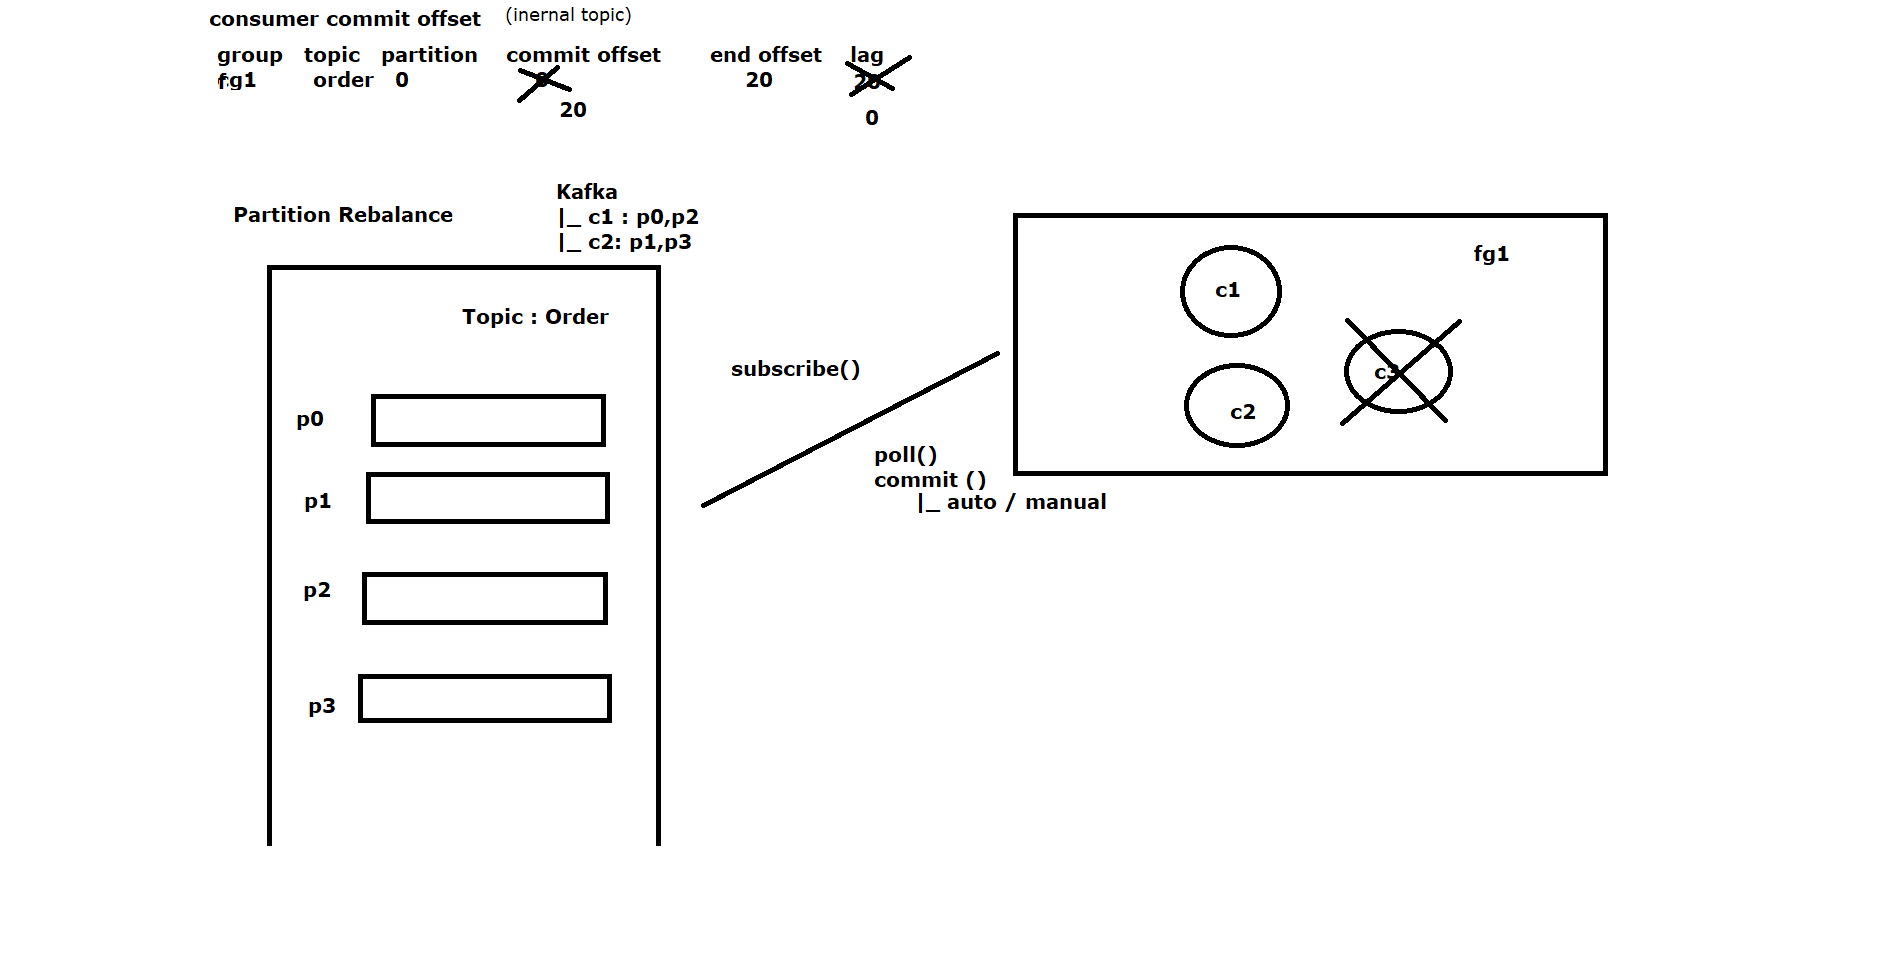 consumer commit offset (inernal topic)
group topic partition commit offset end offset lag
fg1 order 0 0 20 20
20 0
Kafka
Partition Rebalance
|_ c1 : p0,p2
|_ c2: p1,p3
fg1
c1
Topic : Order
subscribe()
c3
c2
p0
poll()
commit ()
|_ auto / manual
p1
p2
p3